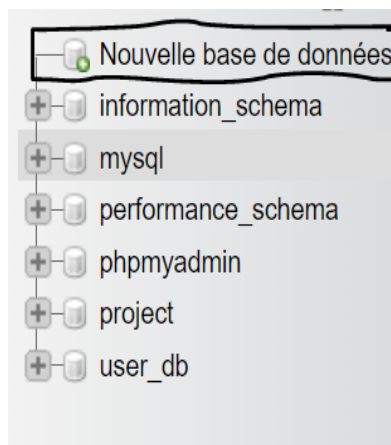 Nouvelle base de données
information_schema
mysql
performance_schema
phpmyadmin
project
user_db